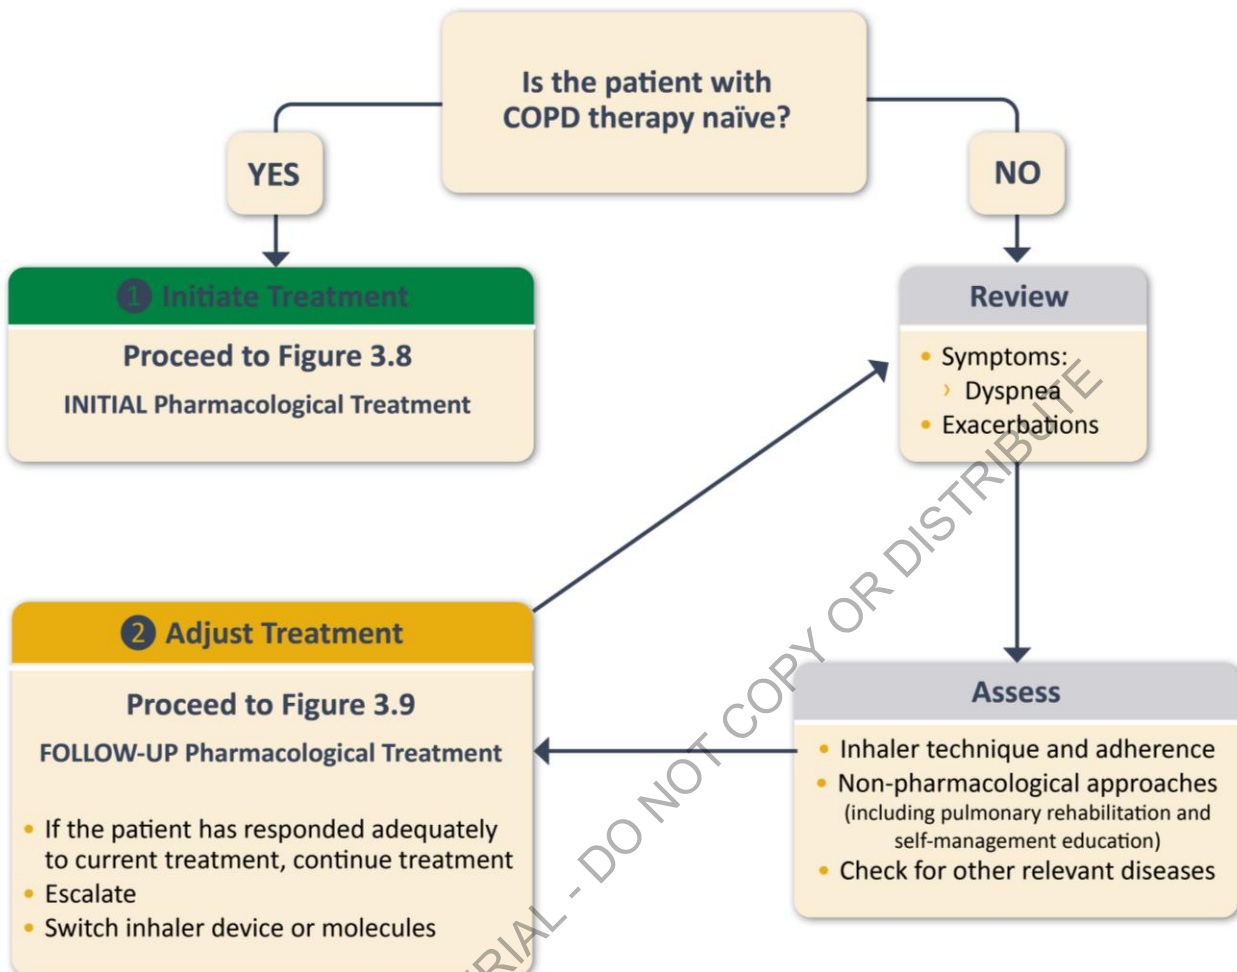 Is the patient with
COPD therapy naïve?
YES
NO
❶ Initiate Treatment
Proceed to Figure 3.8
INITIAL Pharmacological Treatment
Review
• Symptoms:
› Dyspnea
• Exacerbations
❷ Adjust Treatment
Proceed to Figure 3.9
FOLLOW-UP Pharmacological Treatment
• If the patient has responded adequately
to current treatment, continue treatment
• Escalate
• Switch inhaler device or molecules
Assess
• Inhaler technique and adherence
• Non-pharmacological approaches
(including pulmonary rehabilitation and
self-management education)
• Check for other relevant diseases
RIAL - DO NOT COPY OR DISTRIBUTE